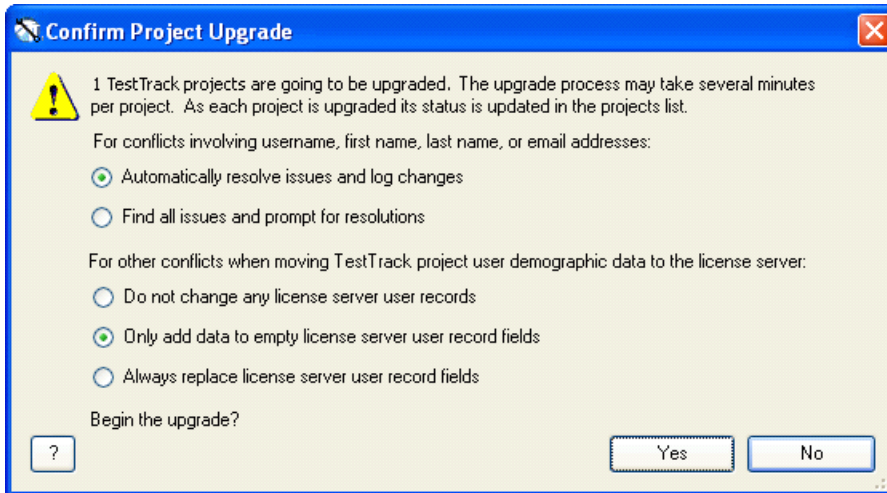 Confirm Project Upgrade
1 TestTrack projects are going to be upgraded. The upgrade process may take several minutes
per project. As each project is upgraded its status is updated in the projects list.
For conflicts involving username, first name, last name, or email addresses:
Automatically resolve issues and log changes
Find all issues and prompt for resolutions
For other conflicts when moving TestTrack project user demographic data to the license server:
Do not change any license server user records
Only add data to empty license server user record fields
Always replace license server user record fields
Begin the upgrade?
?
Yes
No